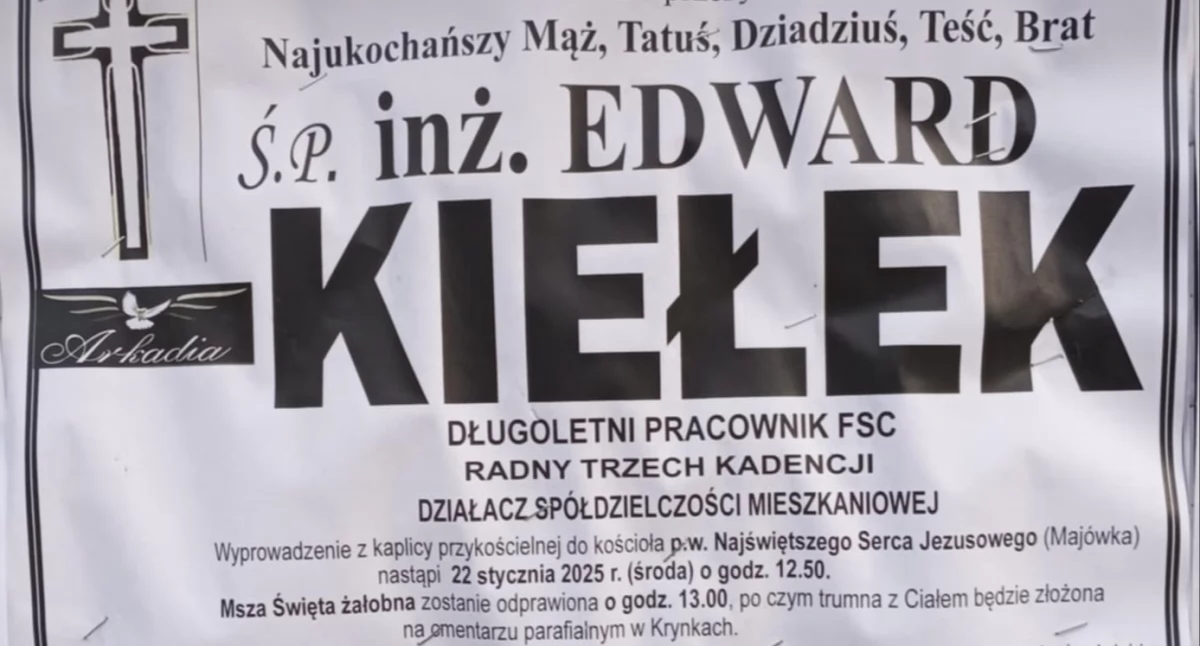 Najukochańszy Mąż, Tatuś, Dziadziuś, Teść, Brat
Ś.P. inż. EDWARD
KIEŁEK
Arkadia
DŁUGOLETNI PRACOWNIK FSC
RADNY TRZECH KADENCJI
DZIAŁACZ SPÓŁDZIELCZOŚCI MIESZKANIOWEJ
Wyprowadzenie z kaplicy przykościelnej do kościoła p.w. Najświętszego Serca Jezusowego (Majówka)
nastąpi 22 stycznia 2025 r. (środa) o godz. 12.50.
Msza Święta żałobna zostanie odprawiona o godz. 13.00, po czym trumna z Ciałem będzie złożona
na cmentarzu parafialnym w Krynkach.